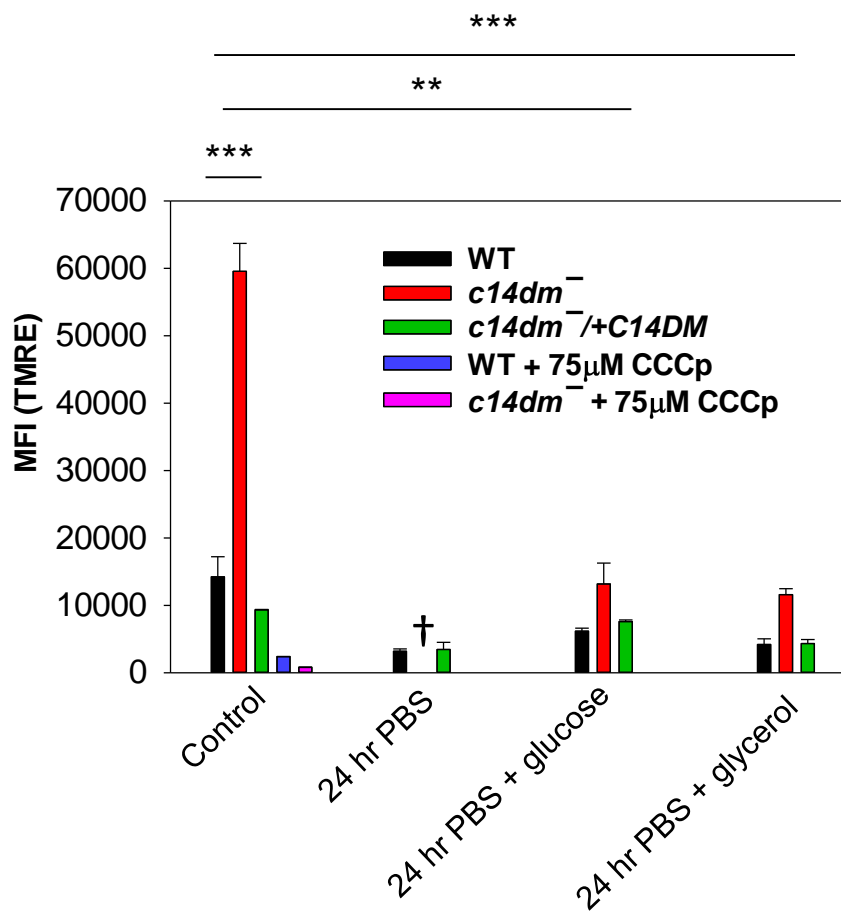 ***
**
***
70000
60000
50000
40000
30000
20000
10000
0
MFI (TMRE)
WT
c14dm⁻
c14dm⁻/+C14DM
WT + 75μM CCCp
c14dm⁻ + 75μM CCCp
†
Control
24 hr PBS
24 hr PBS + glucose
24 hr PBS + glycerol